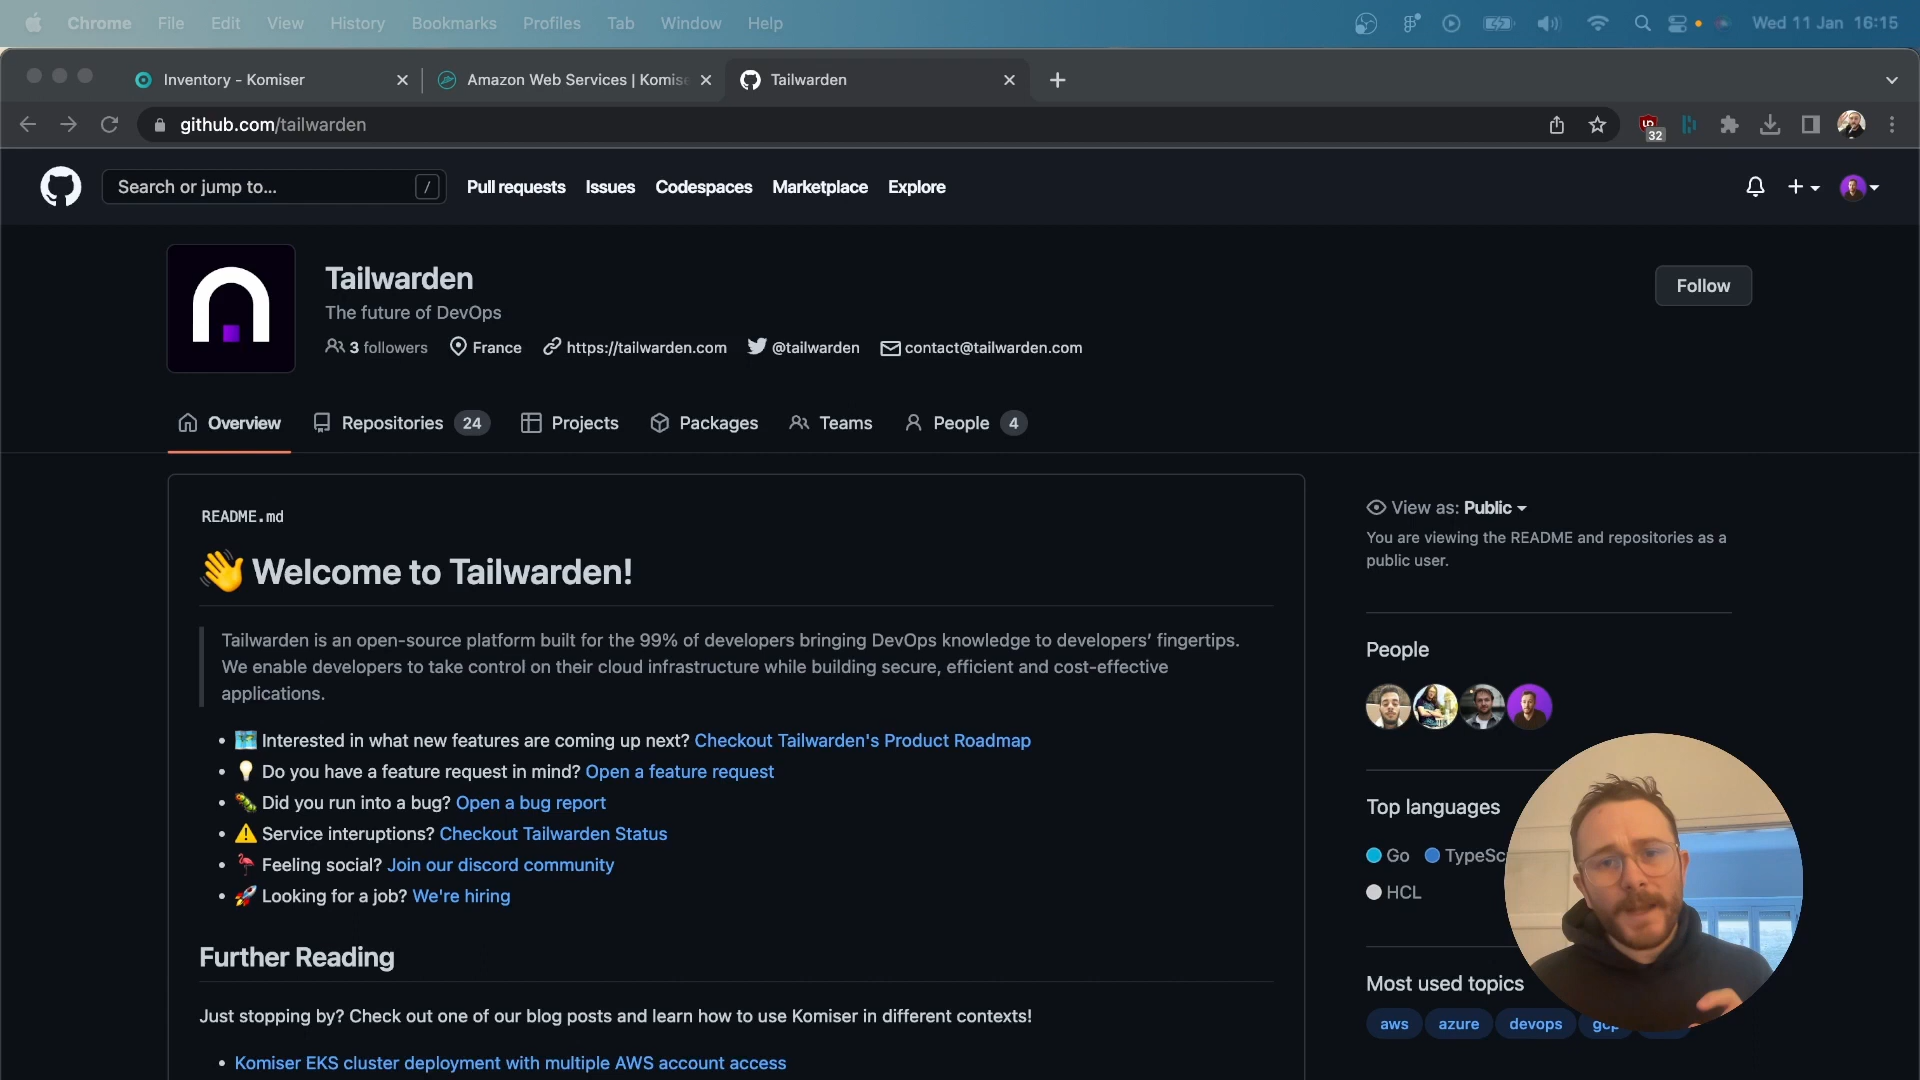 Chrome File Edit View History Bookmarks Profiles Tab Window Help Wed 11 Jan 16:15
Inventory - Komiser Amazon Web Services | Komise Tailwarden
github.com/tailwarden 32
Search or jump to... / Pull requests Issues Codespaces Marketplace Explore
Tailwarden
Follow
The future of DevOps
3 followers France https://tailwarden.com @tailwarden contact@tailwarden.com
Overview Repositories 24 Projects Packages Teams People 4
README.md
👋 Welcome to Tailwarden!
Tailwarden is an open-source platform built for the 99% of developers bringing DevOps knowledge to developers’ fingertips.
We enable developers to take control on their cloud infrastructure while building secure, efficient and cost-effective
applications.
• 🗺️ Interested in what new features are coming up next? Checkout Tailwarden's Product Roadmap
• 💡 Do you have a feature request in mind? Open a feature request
• 🐛 Did you run into a bug? Open a bug report
• ⚠️ Service interuptions? Checkout Tailwarden Status
• 🦩 Feeling social? Join our discord community
• 🚀 Looking for a job? We're hiring
Further Reading
Just stopping by? Check out one of our blog posts and learn how to use Komiser in different contexts!
• Komiser EKS cluster deployment with multiple AWS account access
View as: Public
You are viewing the README and repositories as a
public user.
People
Top languages
Go TypeSc
HCL
Most used topics
aws azure devops gcp